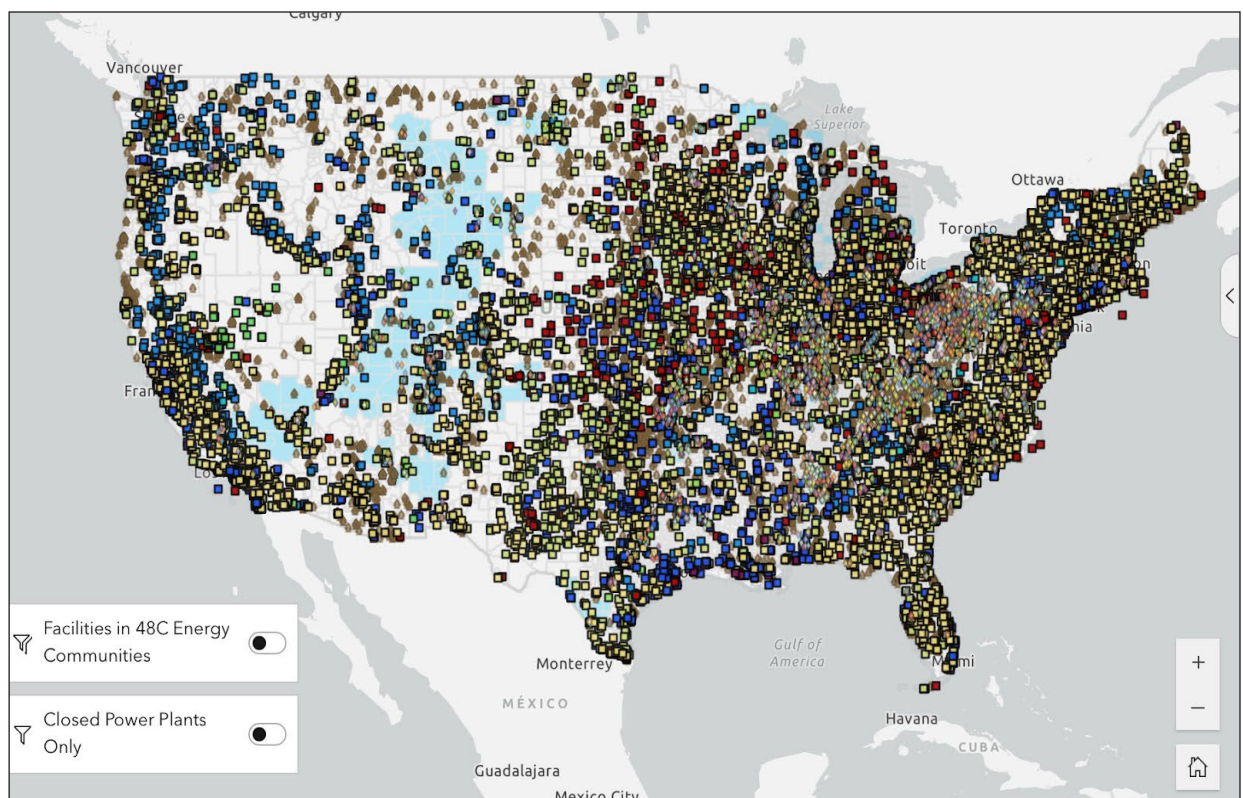 Calgary
Vancouver
Lake
Superior
Ottawa
Toronto
Facilities in 48C Energy
Communities
Closed Power Plants
Only
Monterrey
MÉXICO
Gulf of
America
Havana
CUBA
Guadalajara
Mexico City
+
−